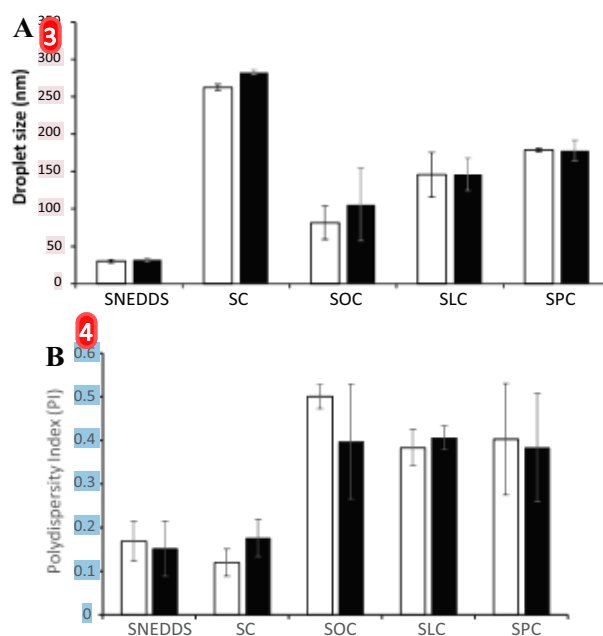 A
3
350
300
250
200
150
100
50
0
Droplet size (nm)
SNEDDS SC SOC SLC SPC
4
B
0.6
0.5
0.4
0.3
0.2
0.1
0
Polydispersity Index (PI)
SNEDDS SC SOC SLC SPC